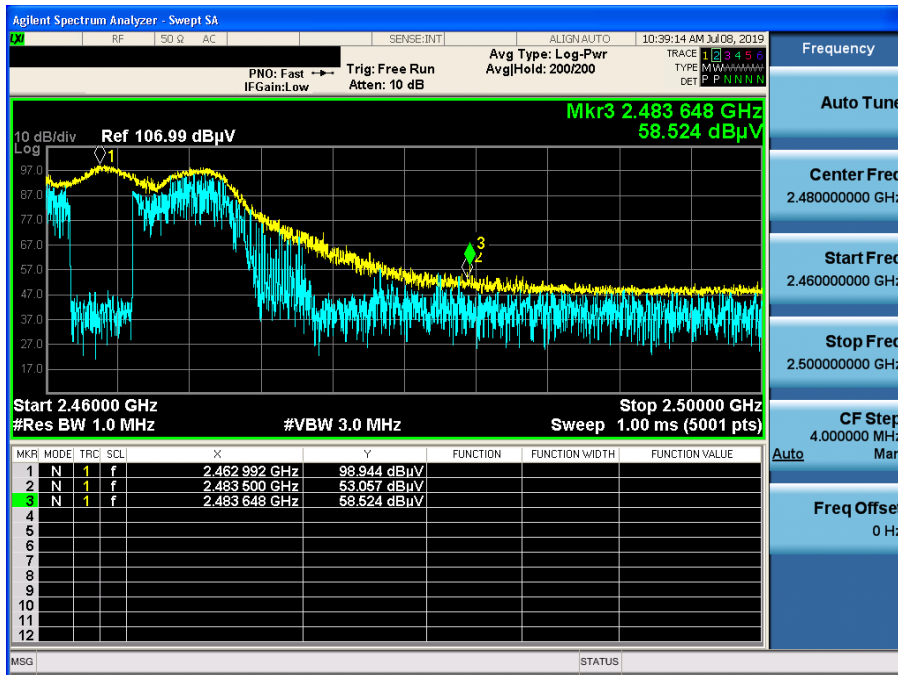 Agilent Spectrum Analyzer - Swept SA
LXI RF 50 Ω AC SENSE:INT ALIGN AUTO 10:39:14 AM Jul 08, 2019
PNO: Fast Trig: Free Run Avg Type: Log-Pwr TRACE 1 2 3 4 5 6
IFGain:Low Atten: 10 dB Avg|Hold: 200/200 TYPE M W W W W W
DET P P N N N N
Mkr3 2.483 648 GHz
58.524 dBµV
10 dB/div Ref 106.99 dBµV
Log
97.0
87.0
77.0
67.0
57.0
47.0
37.0
27.0
17.0
1
3
2
Start 2.46000 GHz Stop 2.50000 GHz
#Res BW 1.0 MHz #VBW 3.0 MHz Sweep 1.00 ms (5001 pts)
MKR MODE TRC SCL X Y FUNCTION FUNCTION WIDTH FUNCTION VALUE
1 N 1 f 2.462 992 GHz 98.944 dBµV
2 N 1 f 2.483 500 GHz 53.057 dBµV
3 N 1 f 2.483 648 GHz 58.524 dBµV
4
5
6
7
8
9
10
11
12
MSG STATUS
Frequency
Auto Tune
Center Freq
2.480000000 GHz
Start Freq
2.460000000 GHz
Stop Freq
2.500000000 GHz
CF Step
4.000000 MHz
Auto Man
Freq Offset
0 Hz